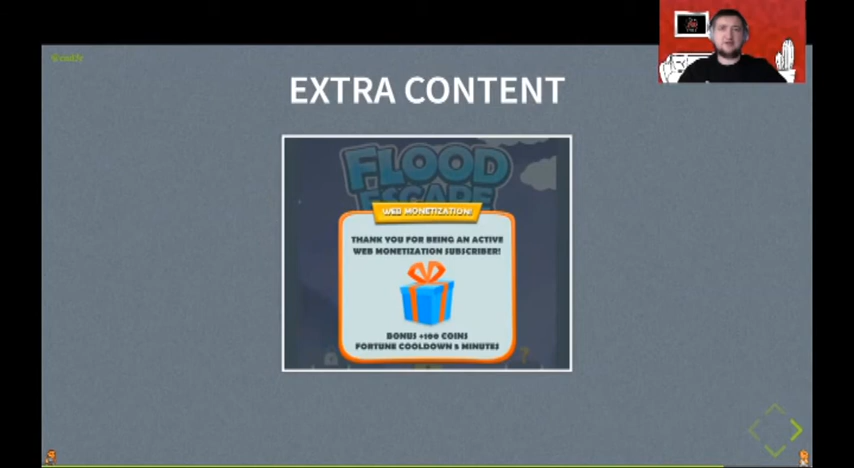 EXTRA CONTENT
FLOOD
ESCAPE
WEB MONETIZATION!
THANK YOU FOR BEING AN ACTIVE
WEB MONETIZATION SUBSCRIBER!
BONUS +100 COINS
FORTUNE COOLDOWN 5 MINUTES